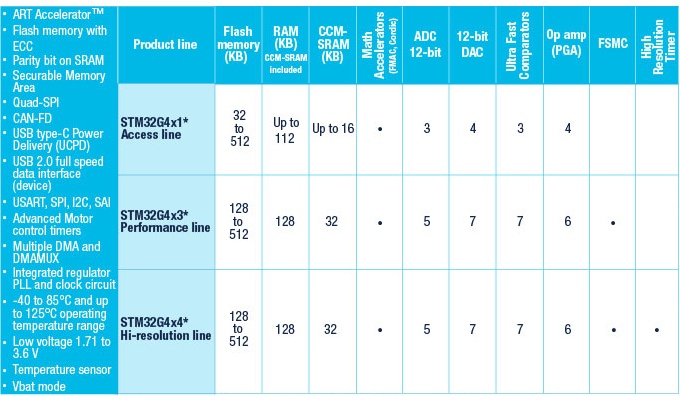 • ART Accelerator™
• Flash memory with
ECC
• Parity bit on SRAM
• Securable Memory
Area
• Quad-SPI
• CAN-FD
• USB type-C Power
Delivery (UCPD)
• USB 2.0 full speed
data interface
(device)
• USART, SPI, I2C, SAI
• Advanced Motor
control timers
• Multiple DMA and
DMAMUX
• Integrated regulator
PLL and clock circuit
• -40 to 85°C and up
to 125°C operating
temperature range
• Low voltage 1.71 to
3.6 V
• Temperature sensor
• Vbat mode
Product line
Flash
memory
(KB)
RAM
(KB)
CCM-SRAM
included
CCM-
SRAM
(KB)
Math
Accelerators
(FMAC, Cordic)
ADC
12-bit
12-bit
DAC
Ultra Fast
Comparators
Op amp
(PGA)
FSMC
High
Resolution
Timer
STM32G4x1*
Access line
32
to
512
Up to
112
Up to 16
•
3
4
3
4
STM32G4x3*
Performance line
128
to
512
128
32
•
5
7
7
6
•
STM32G4x4*
Hi-resolution line
128
to
512
128
32
•
5
7
7
6
•
•